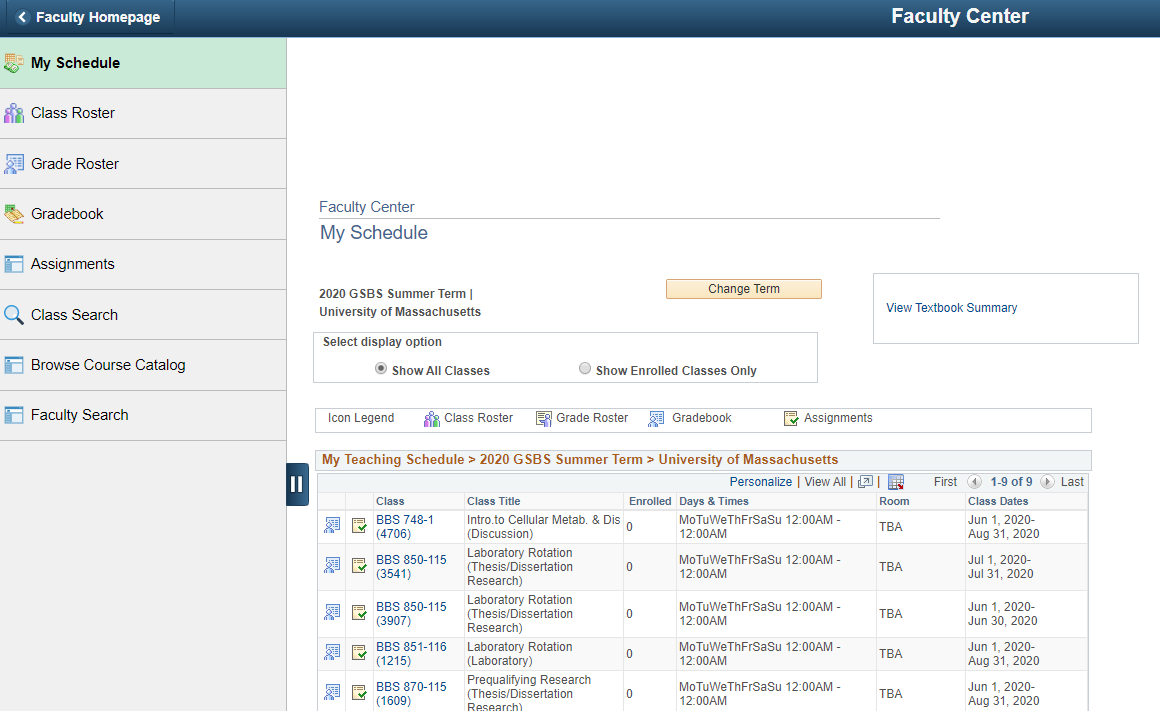 Faculty Homepage
Faculty Center
My Schedule
Class Roster
Grade Roster
Gradebook
Assignments
Class Search
Browse Course Catalog
Faculty Search
Faculty Center
My Schedule
2020 GSBS Summer Term |
University of Massachusetts
Change Term
View Textbook Summary
Select display option
Show All Classes Show Enrolled Classes Only
Icon Legend Class Roster Grade Roster Gradebook Assignments
My Teaching Schedule > 2020 GSBS Summer Term > University of Massachusetts
Personalize | View All | | First 1-9 of 9 Last
Class Class Title Enrolled Days & Times Room Class Dates
BBS 748-1 Intro.to Cellular Metab. & Dis 0 MoTuWeThFrSaSu 12:00AM - TBA Jun 1, 2020-
(4706) (Discussion) 12:00AM Aug 31, 2020
BBS 850-115 Laboratory Rotation 0 MoTuWeThFrSaSu 12:00AM - TBA Jul 1, 2020-
(3541) (Thesis/Dissertation 12:00AM Jul 31, 2020
Research)
BBS 850-115 Laboratory Rotation 0 MoTuWeThFrSaSu 12:00AM - TBA Jun 1, 2020-
(3907) (Thesis/Dissertation 12:00AM Jun 30, 2020
Research)
BBS 851-116 Laboratory Rotation 0 MoTuWeThFrSaSu 12:00AM - TBA Jun 1, 2020-
(1215) (Laboratory) 12:00AM Aug 31, 2020
BBS 870-115 Prequalifying Research 0 MoTuWeThFrSaSu 12:00AM - TBA Jun 1, 2020-
(1609) (Thesis/Dissertation 12:00AM Aug 31, 2020
Research)